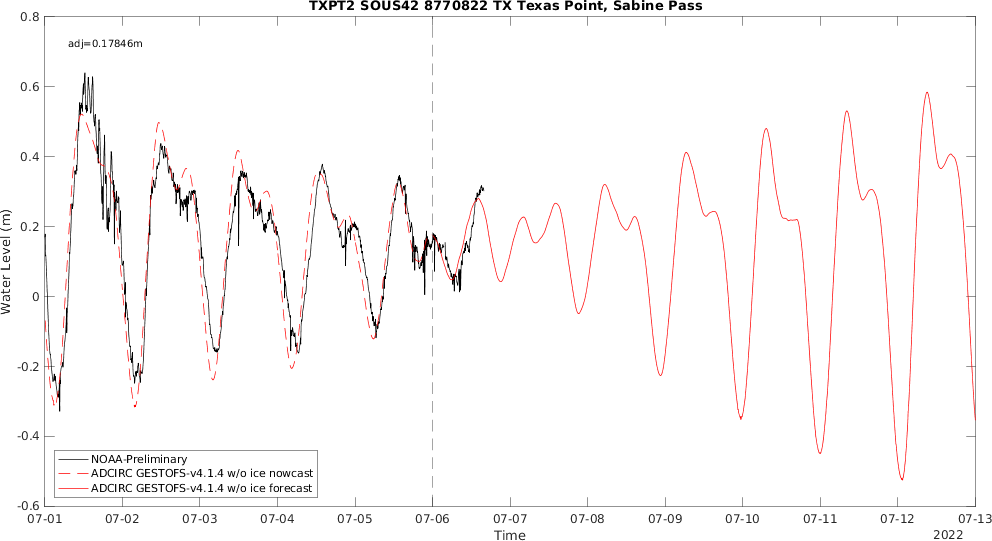 TXPT2 SOUS42 8770822 TX Texas Point, Sabine Pass
adj=0.17846m
0.8
0.6
0.4
0.2
0
-0.2
-0.4
-0.6
Water Level (m)
NOAA-Preliminary
ADCIRC GESTOFS-v4.1.4 w/o ice nowcast
ADCIRC GESTOFS-v4.1.4 w/o ice forecast
07-01 07-02 07-03 07-04 07-05 07-06 07-07 07-08 07-09 07-10 07-11 07-12 07-13
Time
2022